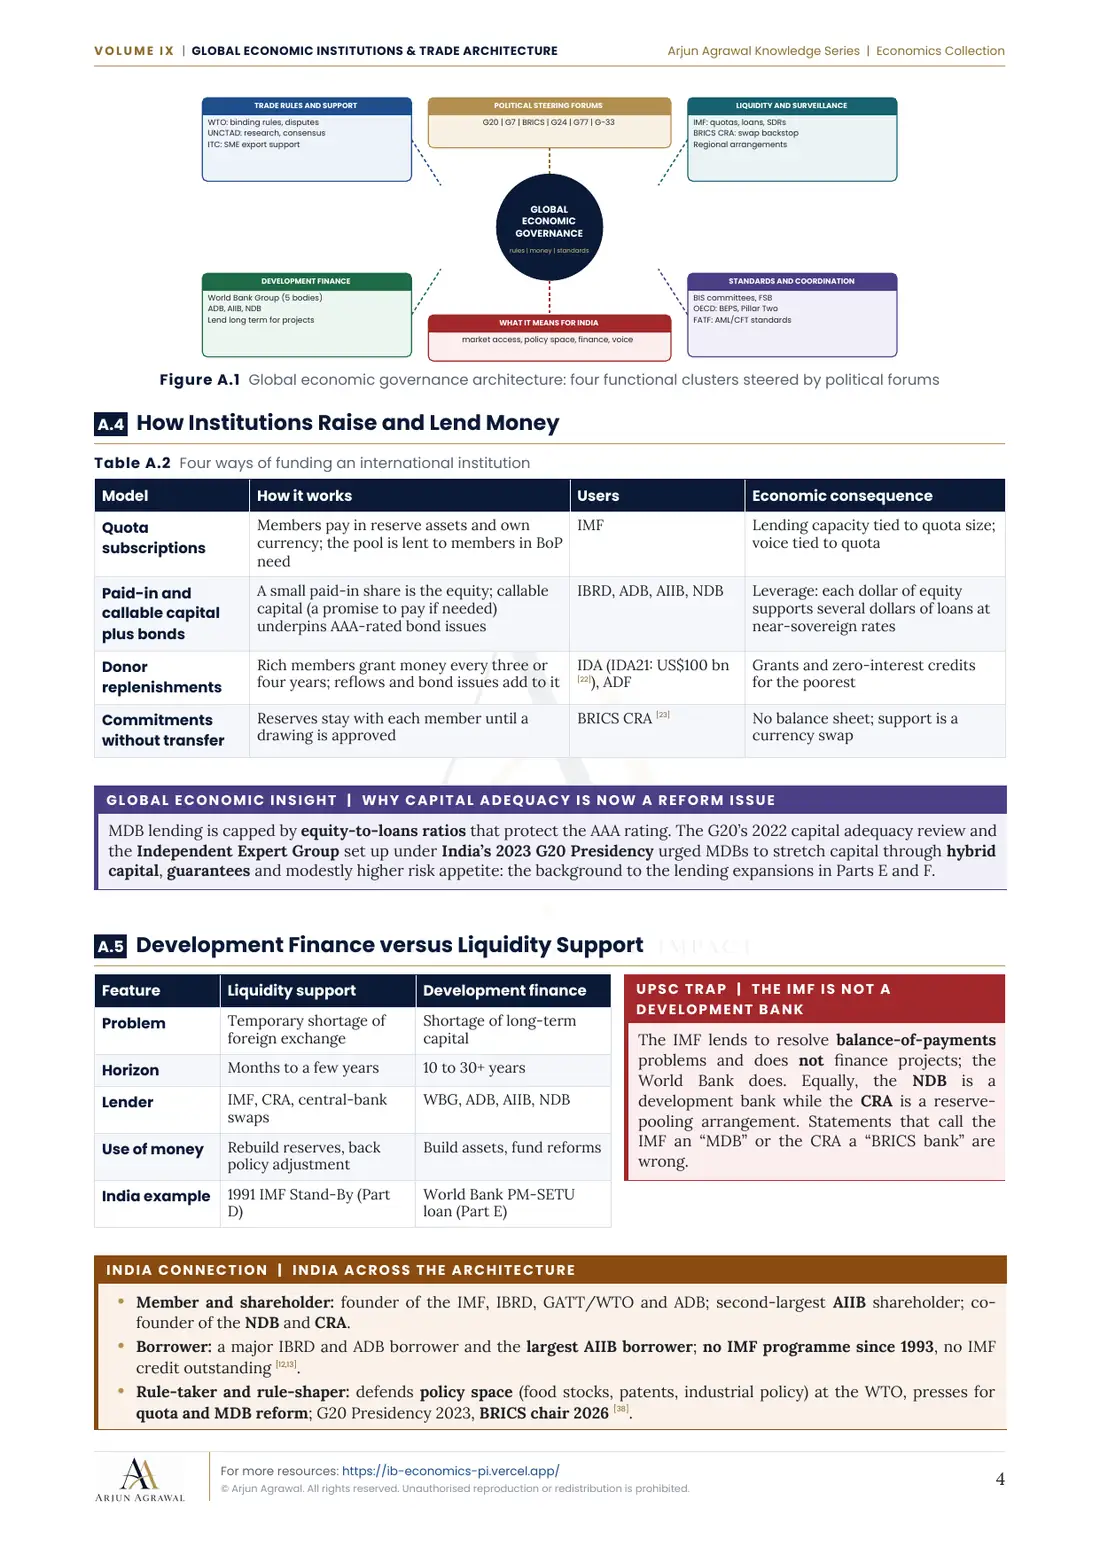 VOLUME IX | GLOBAL ECONOMIC INSTITUTIONS & TRADE ARCHITECTURE
Arjun Agrawal Knowledge Series | Economics Collection
TRADE RULES AND SUPPORT
WTO: binding rules, disputes
UNCTAD: research, consensus
ITC: SME export support
POLITICAL STEERING FORUMS
G20 | G7 | BRICS | G24 | G77 | G-33
LIQUIDITY AND SURVEILLANCE
IMF: quotas, loans, SDRs
BRICS CRA: swap backstop
Regional arrangements
GLOBAL
ECONOMIC
GOVERNANCE
rules | money | standards
DEVELOPMENT FINANCE
World Bank Group (5 bodies)
ADB, AIIB, NDB
Lend long term for projects
WHAT IT MEANS FOR INDIA
market access, policy space, finance, voice
STANDARDS AND COORDINATION
BIS committees, FSB
OECD: BEPS, Pillar Two
FATF: AML/CFT standards
Figure A.1 Global economic governance architecture: four functional clusters steered by political forums
A.4 How Institutions Raise and Lend Money
Table A.2 Four ways of funding an international institution
Model
How it works
Users
Economic consequence
Quota
subscriptions
Members pay in reserve assets and own
currency; the pool is lent to members in BoP
need
IMF
Lending capacity tied to quota size;
voice tied to quota
Paid-in and
callable capital
plus bonds
A small paid-in share is the equity; callable
capital (a promise to pay if needed)
underpins AAA-rated bond issues
IBRD, ADB, AIIB, NDB
Leverage: each dollar of equity
supports several dollars of loans at
near-sovereign rates
Donor
replenishments
Rich members grant money every three or
four years; reflows and bond issues add to it
IDA (IDA21: US$100 bn
[22]), ADF
Grants and zero-interest credits
for the poorest
Commitments
without transfer
Reserves stay with each member until a
drawing is approved
BRICS CRA [23]
No balance sheet; support is a
currency swap
GLOBAL ECONOMIC INSIGHT | WHY CAPITAL ADEQUACY IS NOW A REFORM ISSUE
MDB lending is capped by equity-to-loans ratios that protect the AAA rating. The G20's 2022 capital adequacy review and
the Independent Expert Group set up under India's 2023 G20 Presidency urged MDBs to stretch capital through hybrid
capital, guarantees and modestly higher risk appetite: the background to the lending expansions in Parts E and F.
A.5 Development Finance versus Liquidity Support
IMPACT
Feature
Liquidity support
Development finance
Problem
Temporary shortage of
foreign exchange
Shortage of long-term
capital
Horizon
Months to a few years
10 to 30+ years
Lender
IMF, CRA, central-bank
swaps
WBG, ADB, AIIB, NDB
Use of money
Rebuild reserves, back
policy adjustment
Build assets, fund reforms
India example
1991 IMF Stand-By (Part
D)
World Bank PM-SETU
loan (Part E)
UPSC TRAP | THE IMF IS NOT A
DEVELOPMENT BANK
The IMF lends to resolve balance-of-payments
problems and does not finance projects; the
World Bank does. Equally, the NDB is a
development bank while the CRA is a reserve-
pooling arrangement. Statements that call the
IMF an “MDB” or the CRA a “BRICS bank” are
wrong.
INDIA CONNECTION | INDIA ACROSS THE ARCHITECTURE
• Member and shareholder: founder of the IMF, IBRD, GATT/WTO and ADB; second-largest AIIB shareholder; co-
founder of the NDB and CRA.
• Borrower: a major IBRD and ADB borrower and the largest AIIB borrower; no IMF programme since 1993, no IMF
credit outstanding [12,13].
• Rule-taker and rule-shaper: defends policy space (food stocks, patents, industrial policy) at the WTO, presses for
quota and MDB reform; G20 Presidency 2023, BRICS chair 2026 [38].
ARJUN AGRAWAL
For more resources: https://ib-economics-pi.vercel.app/
© Arjun Agrawal. All rights reserved. Unauthorised reproduction or redistribution is prohibited.
4